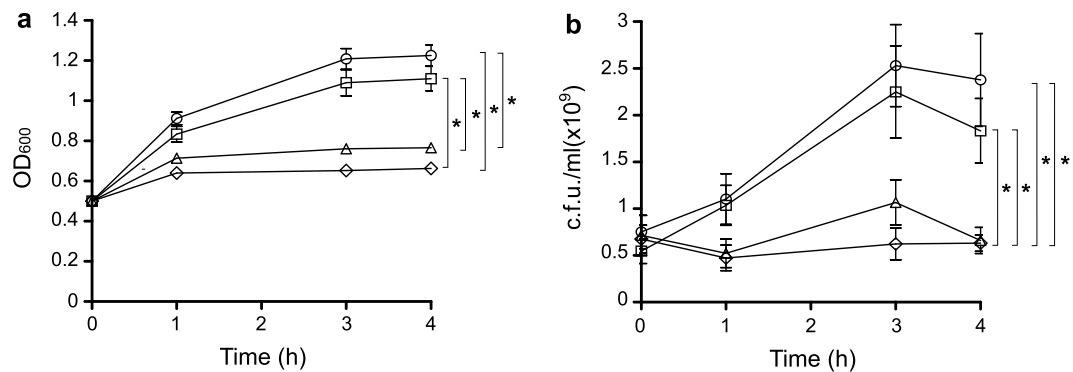 a
1.4
1.2
1
0.8
0.6
0.4
0.2
0
OD600
0 1 2 3 4
Time (h)
* * * *
b
3
2.5
2
1.5
1
0.5
0
c.f.u./ml(x10⁹)
0 1 2 3 4
Time (h)
* * * *